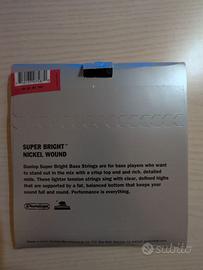 SUPER BRIGHT™
NICKEL WOUND
Dunlop Super Bright Bass Strings are for bass players who want
to stand out in the mix with a crisp top end and rich, detailed
mids. These lighter tension strings sing with clear, defined highs
that are supported by a fat, balanced bottom that keeps your
sound full and round. Performance is everything.
Dunlop
subito